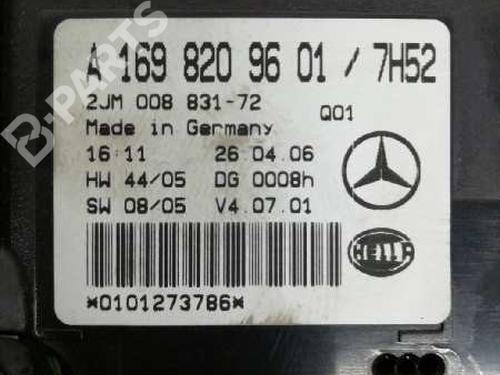 A 169 820 96 01 / 7H52
2JM 008 831-72
Q01
Made in Germany
16:11 26.04.06
HW 44/05 DG 0008h
SW 08/05 V4.07.01
HELLA
*0101273786*
B-PARTS